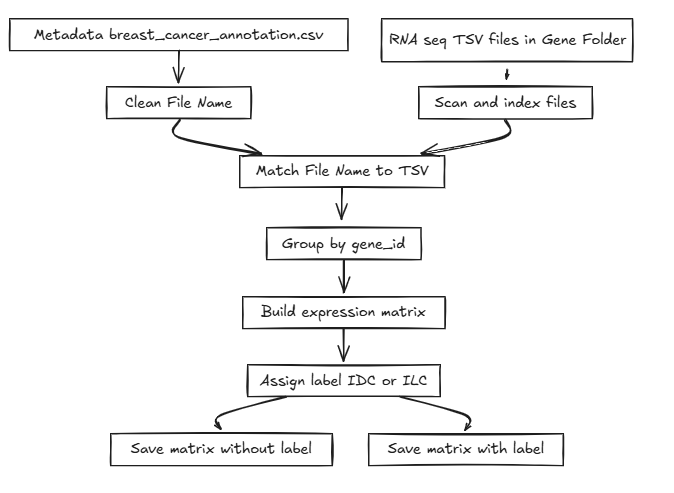 Metadata breast_cancer_annotation.csv
RNA seq TSV files in Gene Folder
Clean File Name
Scan and index files
Match File Name to TSV
Group by gene_id
Build expression matrix
Assign label IDC or ILC
Save matrix without label
Save matrix with label